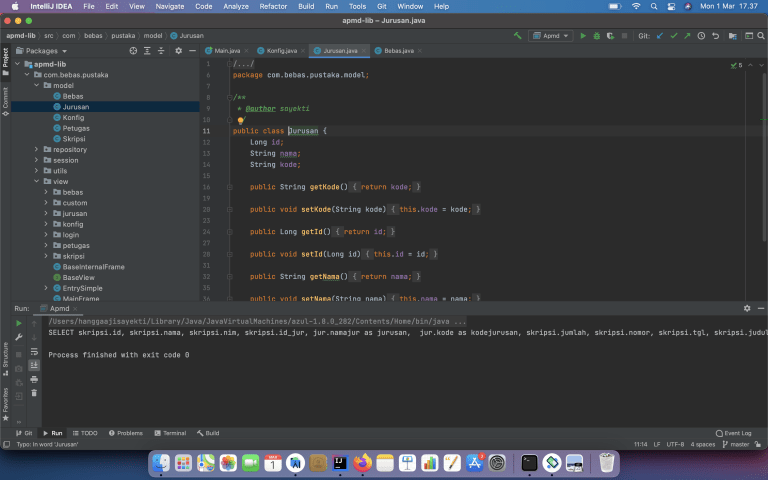 IntelliJ IDEA File Edit View Navigate Code Analyze Refactor Build Run Tools Git Window Help Mon 1 Mar 17.37
apmd-lib – Jurusan.java
apmd-lib src com bebas pustaka model Jurusan Apmd Git:
Packages Main.java Konfig.java Jurusan.java Bebas.java
Project
Commit
Structure
Favorites
apmd-lib
com.bebas.pustaka
model
Bebas
Jurusan
Konfig
Petugas
Skripsi
repository
session
utils
view
bebas
custom
jurusan
konfig
login
petugas
skripsi
BaseInternalFrame
BaseView
EntrySimple
MainFrame
5
1 /.../
6 package com.bebas.pustaka.model;
7
8 /**
9 * @author sayekti
10 */
11 public class Jurusan {
12 Long id;
13 String nama;
14 String kode;
15
16 public String getKode() { return kode; }
19
20 public void setKode(String kode) { this.kode = kode; }
23
24 public Long getId() { return id; }
27
28 public void setId(Long id) { this.id = id; }
31
32 public String getNama() { return nama; }
35
36 public void setNama(String nama) { this.nama = nama; }
Run: Apmd
/Users/hanggaajisayekti/Library/Java/JavaVirtualMachines/azul-1.8.0_282/Contents/Home/bin/java ...
SELECT skripsi.id, skripsi.nama, skripsi.nim, skripsi.id_jur, jur.namajur as jurusan, jur.kode as kodejurusan, skripsi.jumlah, skripsi.nomor, skripsi.tgl, skripsi.judul
Process finished with exit code 0
Git Run TODO Problems Terminal Build Event Log
Typo: In word 'Jurusan' 11:14 LF UTF-8 4 spaces master